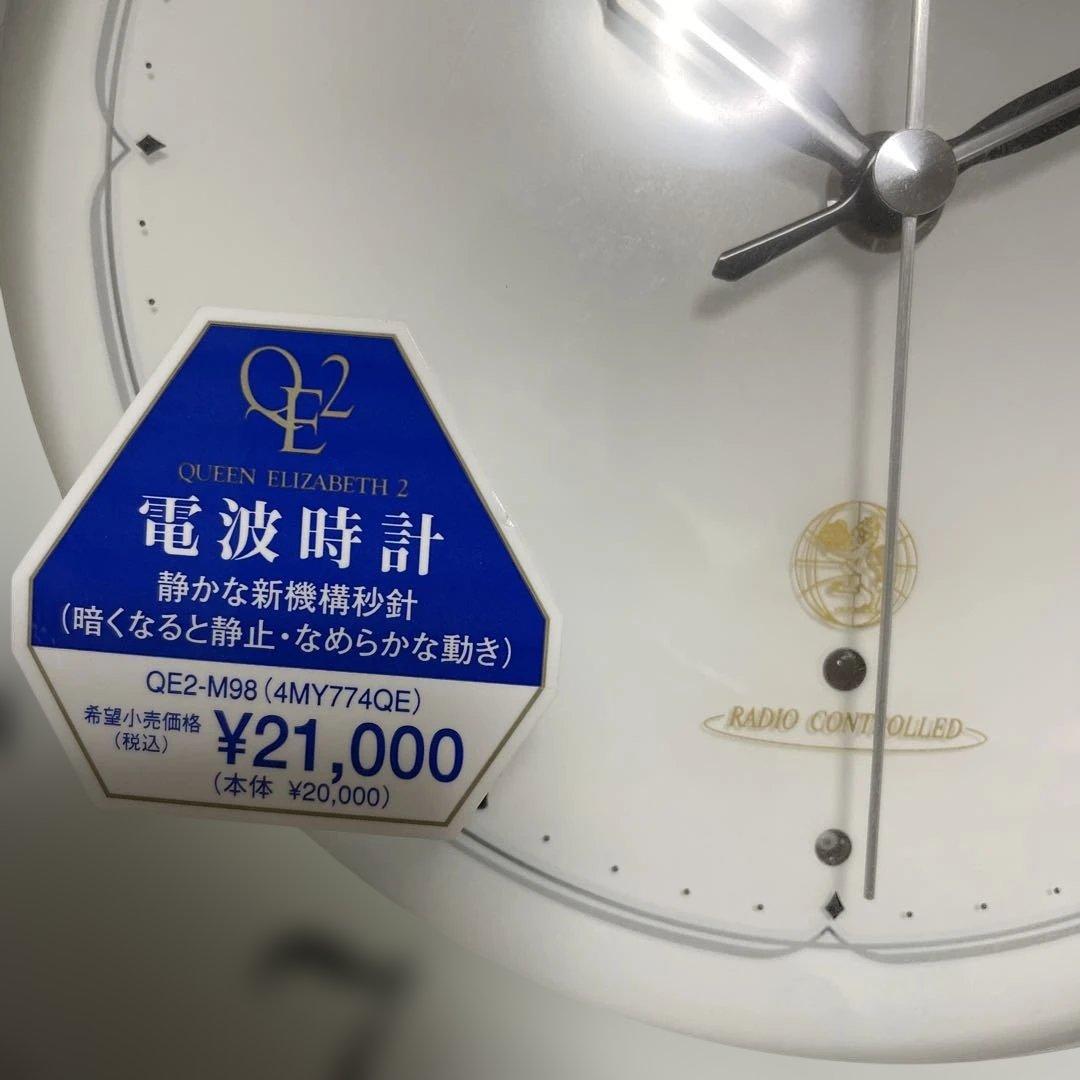 QE2
QUEEN ELIZABETH 2
電波時計
静かな新機構秒針
(暗くなると静止・なめらかな動き)
QE2-M98(4MY774QE)
希望小売価格
(税込)
¥21,000
(本体 ¥20,000)
RADIO CONTROLLED